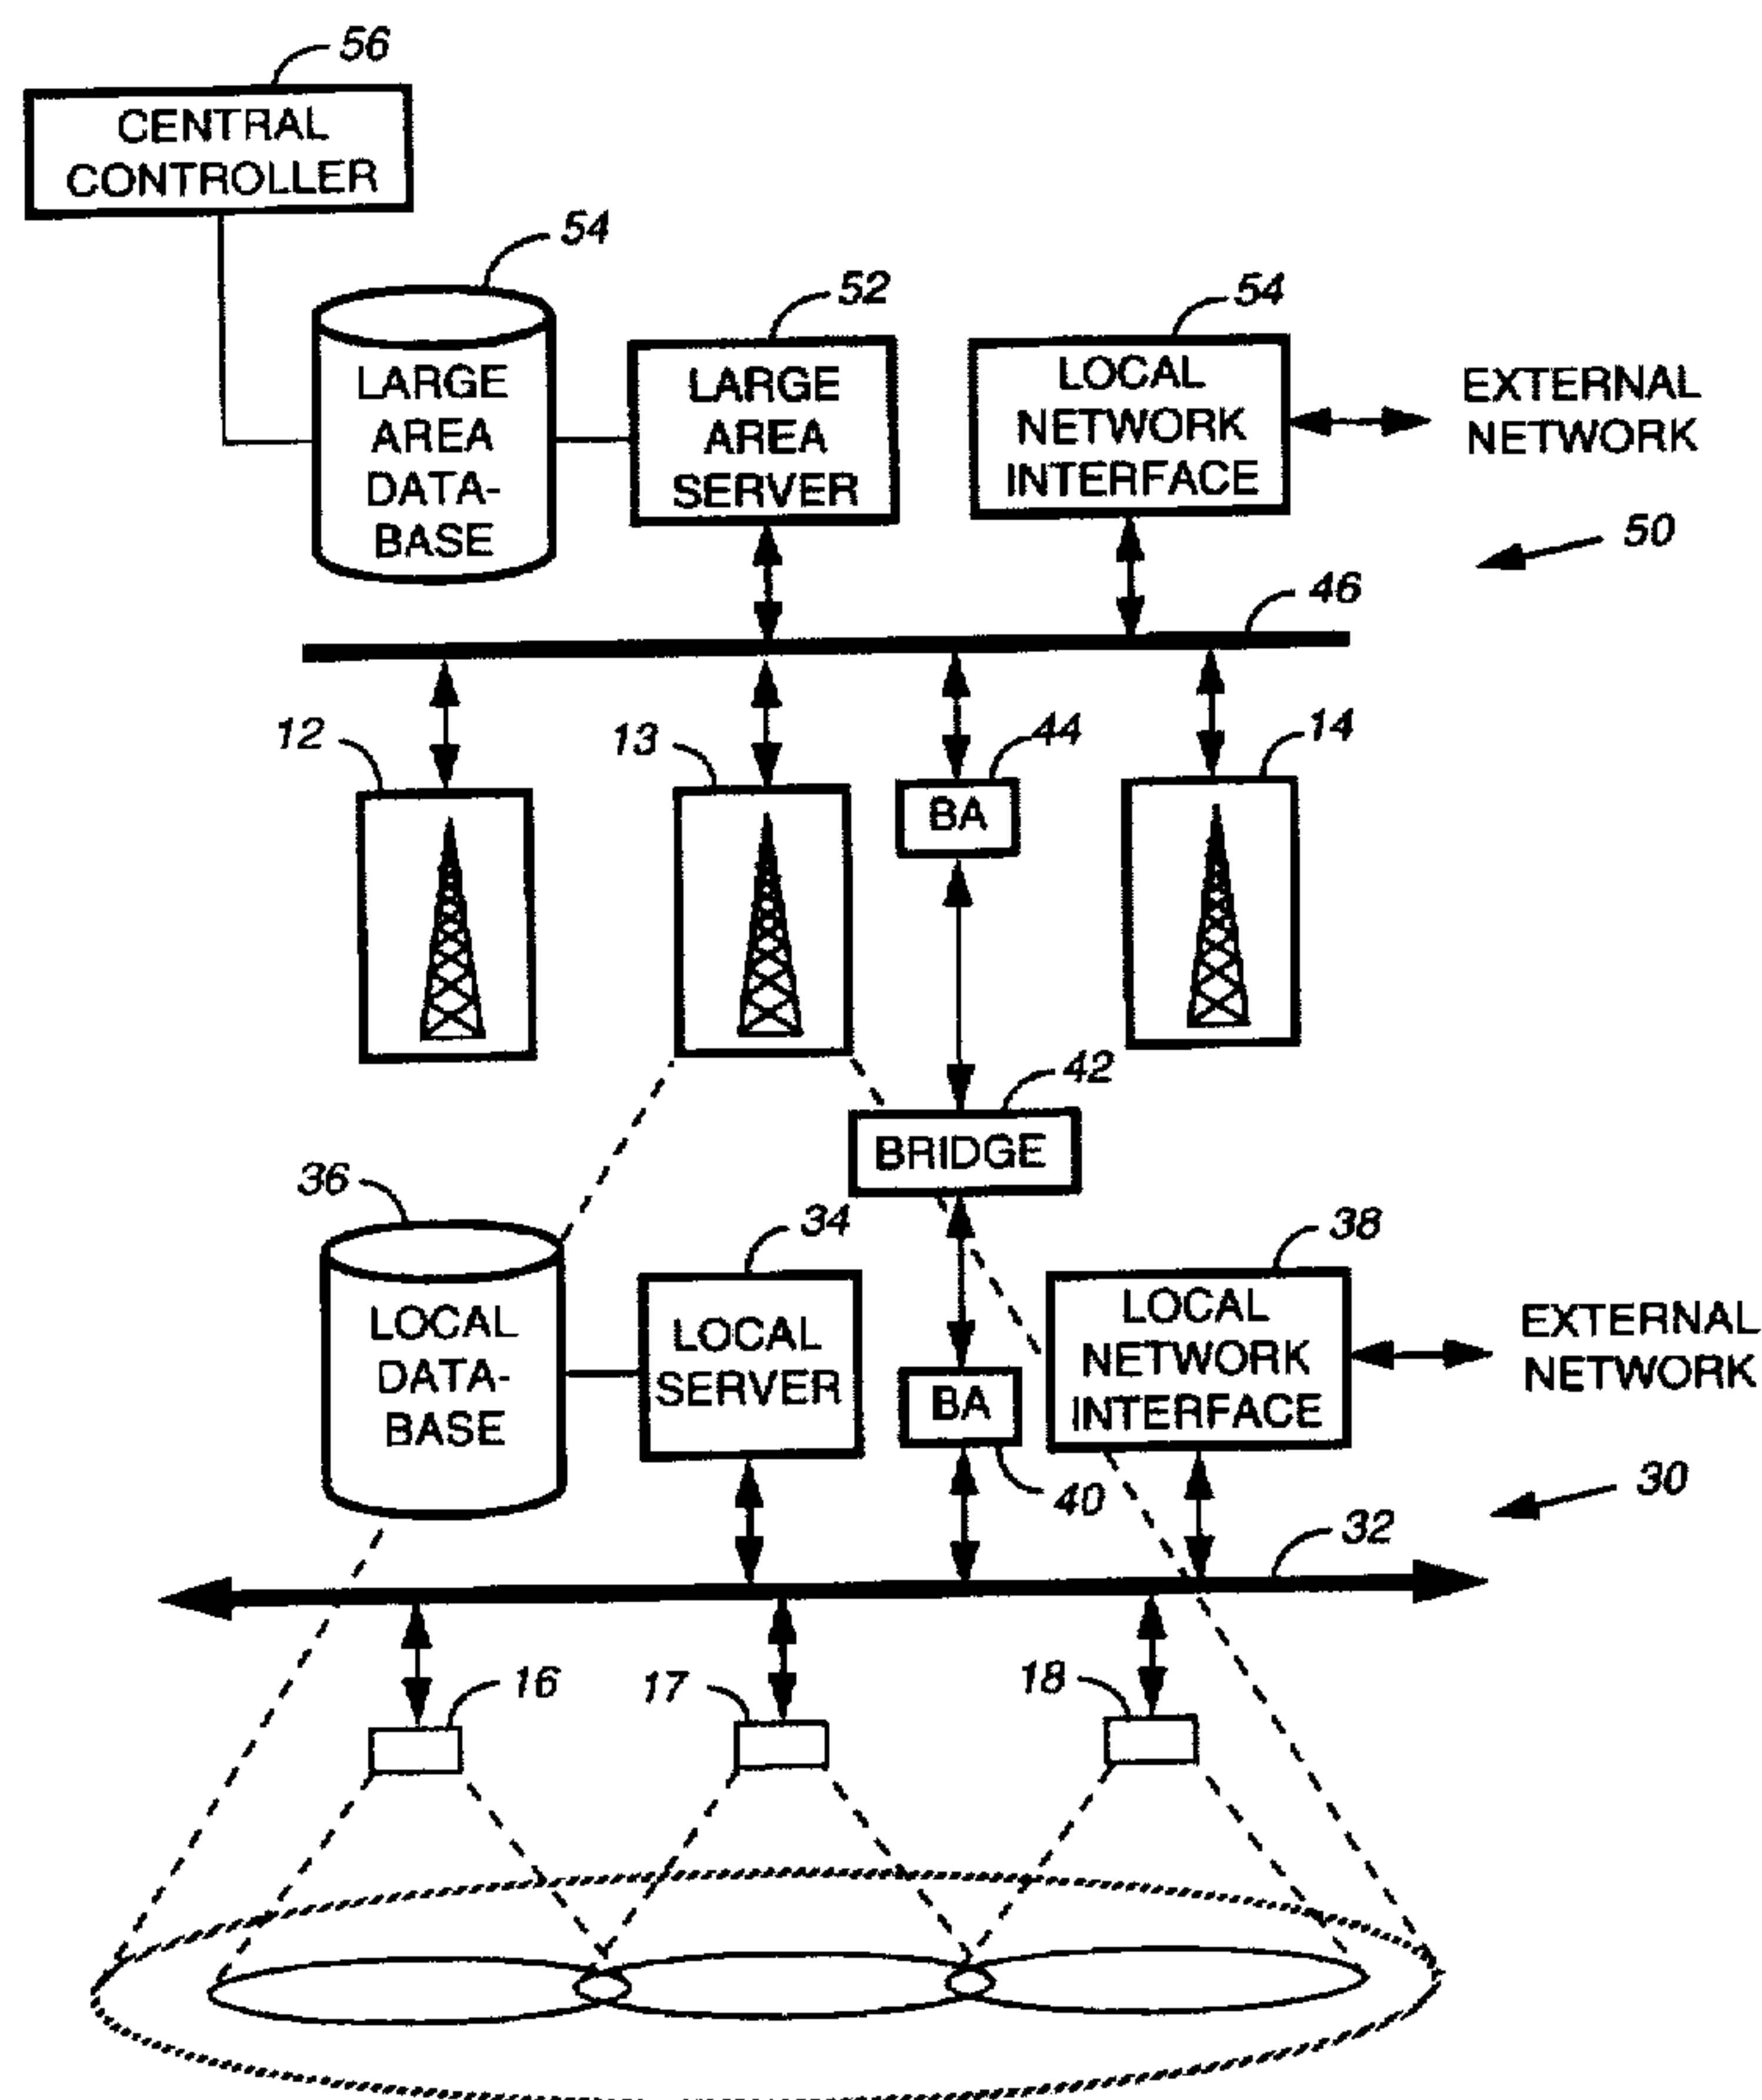 56
CENTRAL
CONTROLLER
54
52
54
LARGE
AREA
DATA-
BASE
LARGE
AREA
SERVER
LOCAL
NETWORK
INTERFACE
EXTERNAL
NETWORK
50
46
12
13
44
14
BA
42
BRIDGE
36
34
38
LOCAL
DATA-
BASE
LOCAL
SERVER
BA
LOCAL
NETWORK
INTERFACE
EXTERNAL
NETWORK
40
30
32
16
17
18